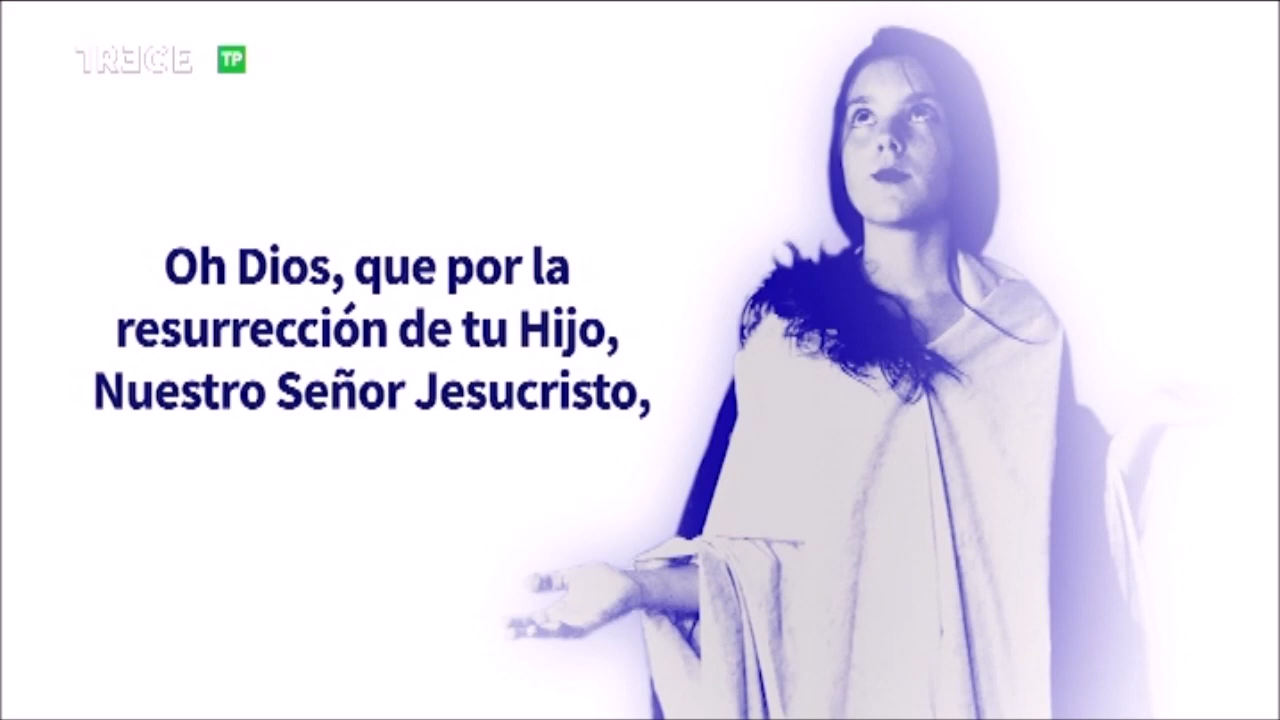 TRECE TP
Oh Dios, que por la
resurrección de tu Hijo,
Nuestro Señor Jesucristo,